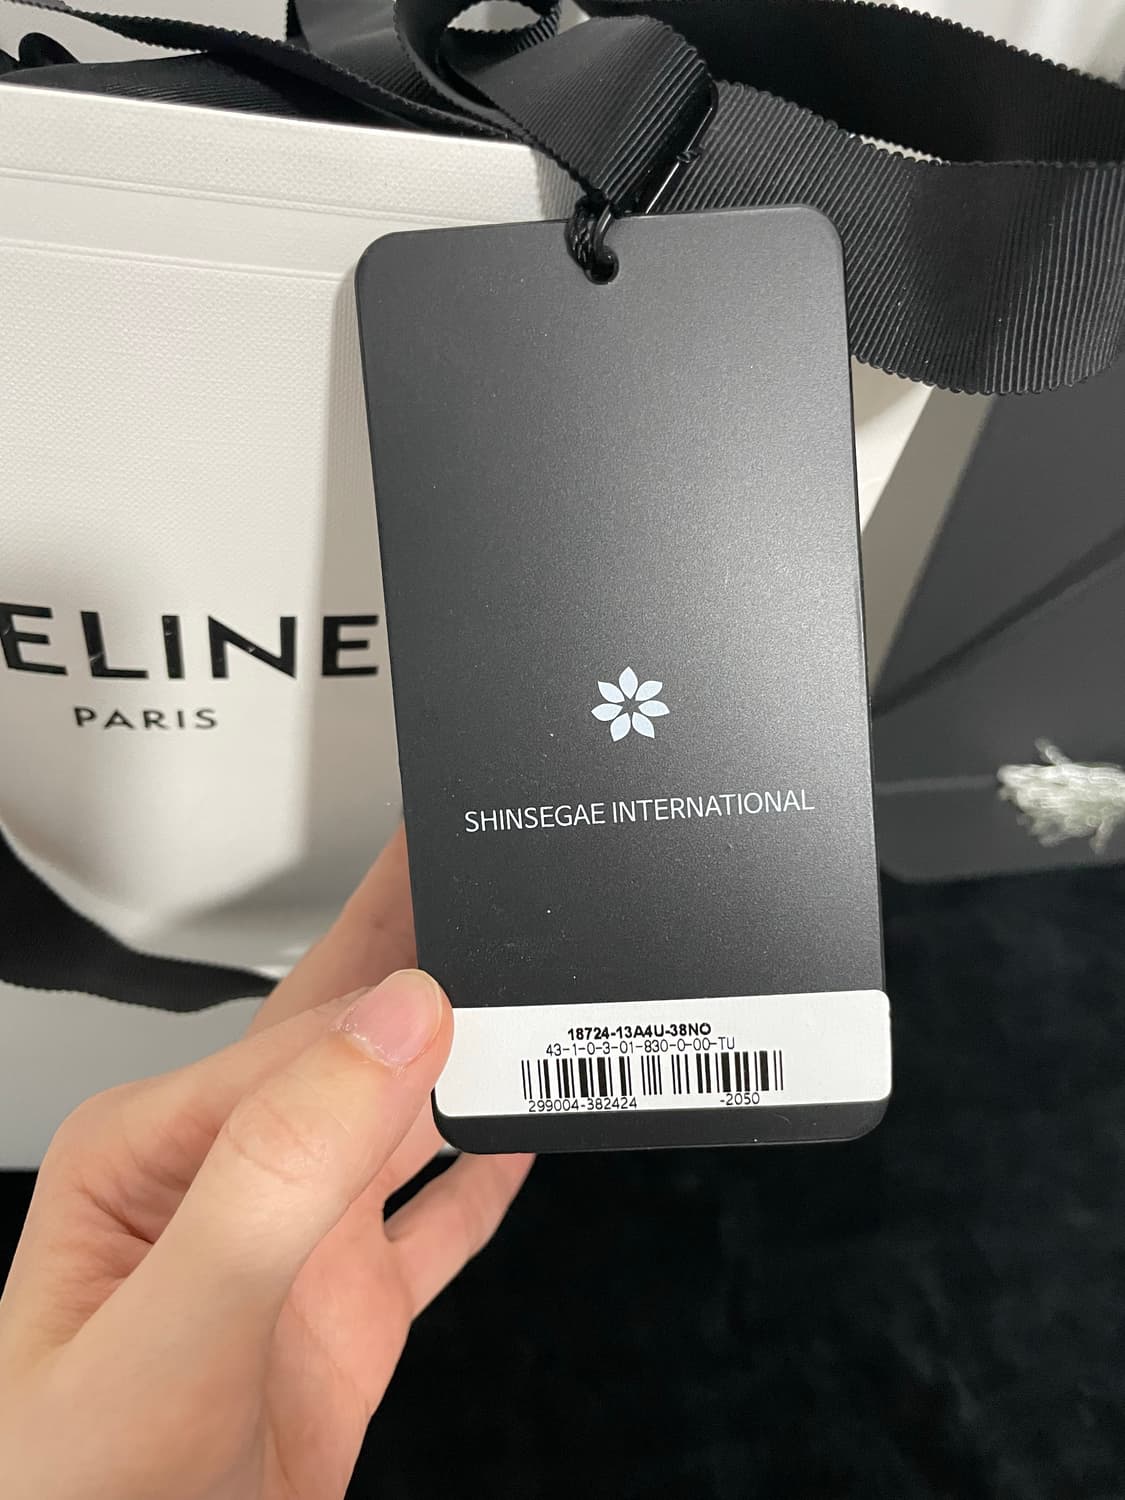 ELINE
PARIS
SHINSEGAE INTERNATIONAL
18724-13A4U-38NO
43-1-0-3-01-830-0-00-TU
299004-382424 -2050